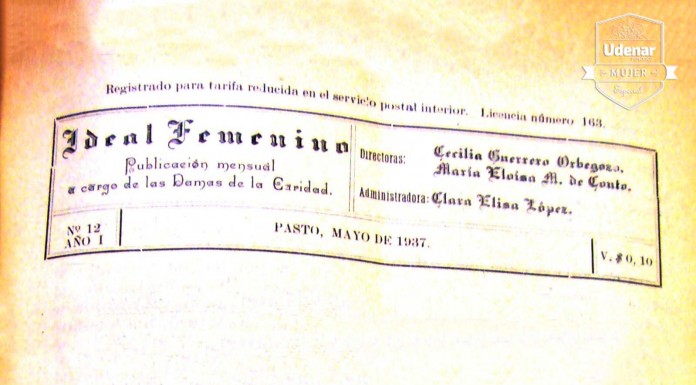 Udenar
MUJER
Registrado para tarifa reducida en el servicio postal interior. Licencia número 163.
Ideal Femenino
Publicación mensual
a cargo de las Damas de la Caridad.
Directoras: Cecilia Guerrero Orbegozo.
María Eloísa M. de Conto.
Administradora: Clara Elisa López.
Nº 12
AÑO I
PASTO, MAYO DE 1937.
V. $ 0, 10